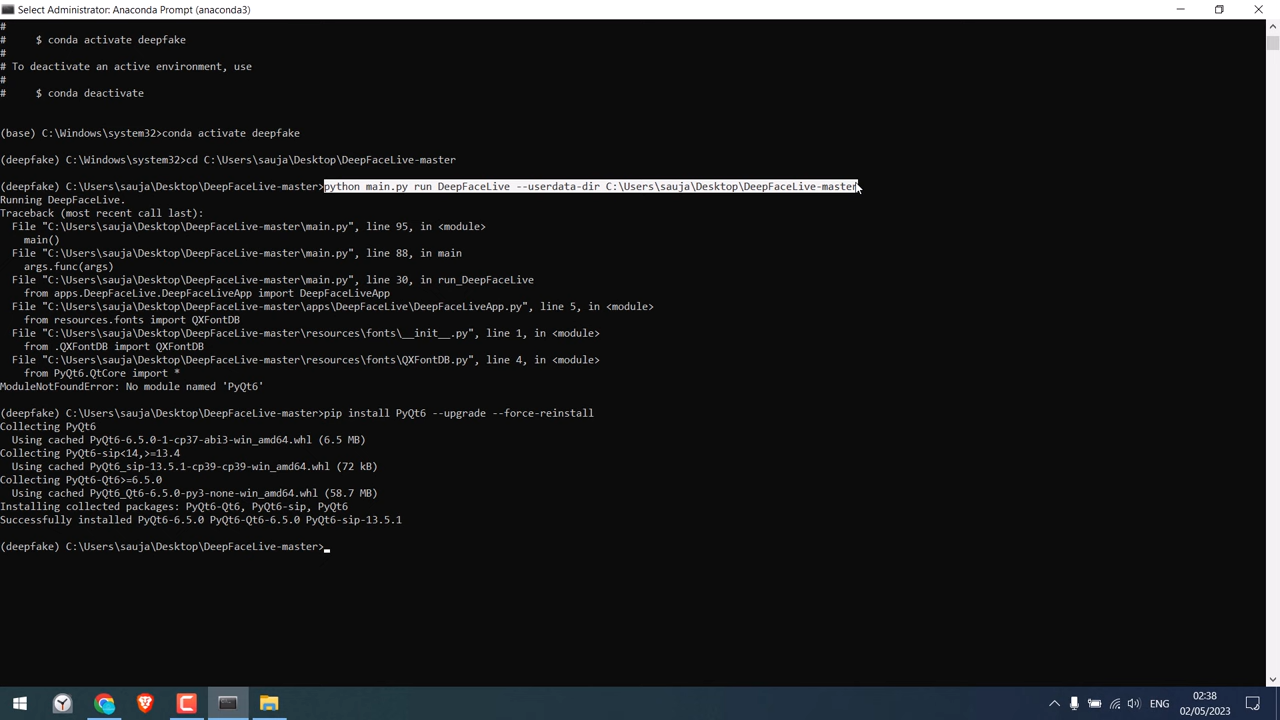 Select Administrator: Anaconda Prompt (anaconda3)
#
#     $ conda activate deepfake
#
# To deactivate an active environment, use
#
#     $ conda deactivate
(base) C:\Windows\system32>conda activate deepfake
(deepfake) C:\Windows\system32>cd C:\Users\sauja\Desktop\DeepFaceLive-master
(deepfake) C:\Users\sauja\Desktop\DeepFaceLive-master>python main.py run DeepFaceLive --userdata-dir C:\Users\sauja\Desktop\DeepFaceLive-master
Running DeepFaceLive.
Traceback (most recent call last):
  File "C:\Users\sauja\Desktop\DeepFaceLive-master\main.py", line 95, in <module>
    main()
  File "C:\Users\sauja\Desktop\DeepFaceLive-master\main.py", line 88, in main
    args.func(args)
  File "C:\Users\sauja\Desktop\DeepFaceLive-master\main.py", line 30, in run_DeepFaceLive
    from apps.DeepFaceLive.DeepFaceLiveApp import DeepFaceLiveApp
  File "C:\Users\sauja\Desktop\DeepFaceLive-master\apps\DeepFaceLive\DeepFaceLiveApp.py", line 5, in <module>
    from resources.fonts import QXFontDB
  File "C:\Users\sauja\Desktop\DeepFaceLive-master\resources\fonts\__init__.py", line 1, in <module>
    from .QXFontDB import QXFontDB
  File "C:\Users\sauja\Desktop\DeepFaceLive-master\resources\fonts\QXFontDB.py", line 4, in <module>
    from PyQt6.QtCore import *
ModuleNotFoundError: No module named 'PyQt6'
(deepfake) C:\Users\sauja\Desktop\DeepFaceLive-master>pip install PyQt6 --upgrade --force-reinstall
Collecting PyQt6
  Using cached PyQt6-6.5.0-1-cp37-abi3-win_amd64.whl (6.5 MB)
Collecting PyQt6-sip<14,>=13.4
  Using cached PyQt6_sip-13.5.1-cp39-cp39-win_amd64.whl (72 kB)
Collecting PyQt6-Qt6>=6.5.0
  Using cached PyQt6_Qt6-6.5.0-py3-none-win_amd64.whl (58.7 MB)
Installing collected packages: PyQt6-Qt6, PyQt6-sip, PyQt6
Successfully installed PyQt6-6.5.0 PyQt6-Qt6-6.5.0 PyQt6-sip-13.5.1
(deepfake) C:\Users\sauja\Desktop\DeepFaceLive-master>
ENG
02:38
02/05/2023